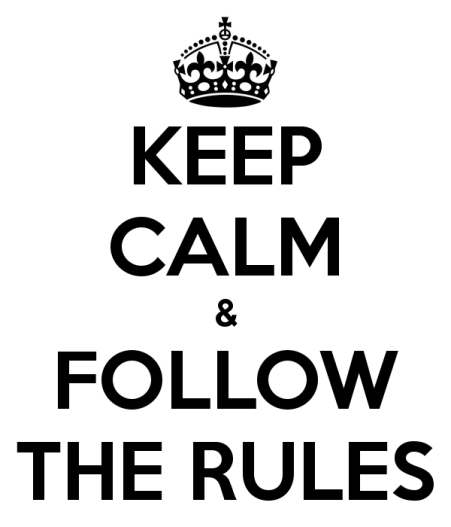 KEEP
CALM
&
FOLLOW
THE RULES